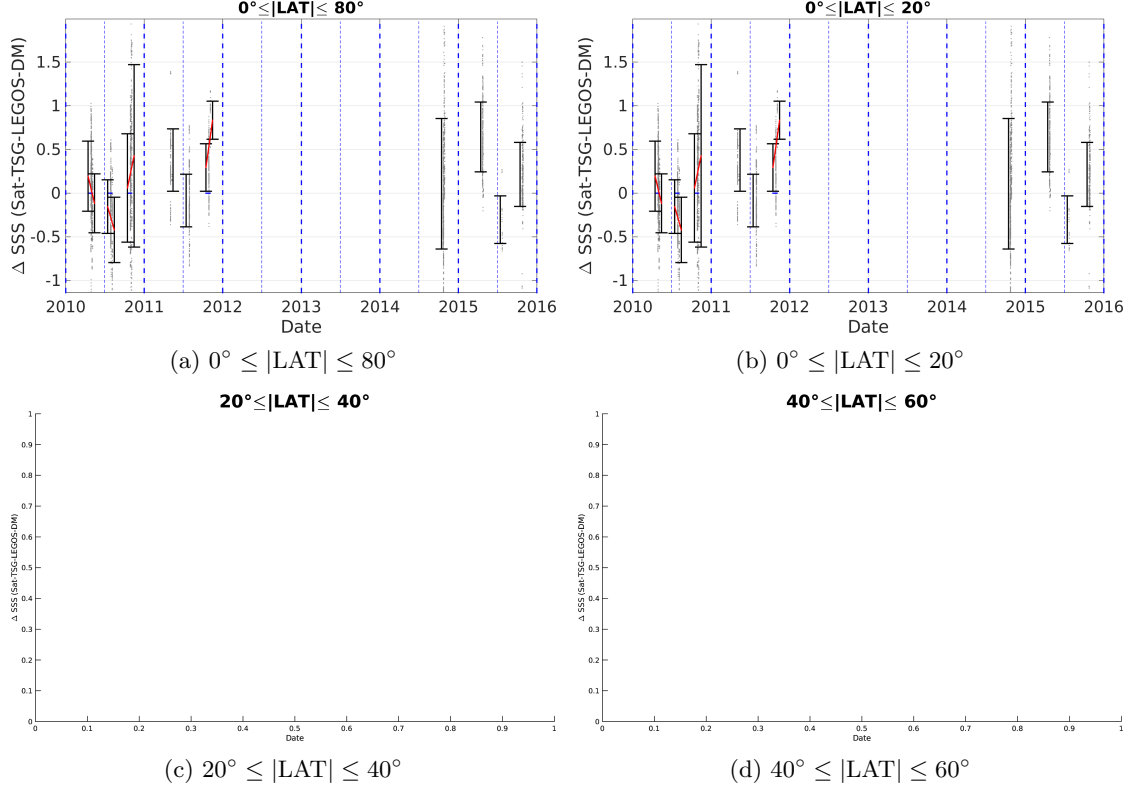 0°≤|LAT|≤ 80°
Δ SSS (Sat-TSG-LEGOS-DM)
1.5
1
0.5
0
-0.5
-1
2010 2011 2012 2013 2014 2015 2016
Date
(a) 0° ≤ |LAT| ≤ 80°
0°≤|LAT|≤ 20°
Δ SSS (Sat-TSG-LEGOS-DM)
1.5
1
0.5
0
-0.5
-1
2010 2011 2012 2013 2014 2015 2016
Date
(b) 0° ≤ |LAT| ≤ 20°
20°≤|LAT|≤ 40°
Δ SSS (Sat-TSG-LEGOS-DM)
1
0.9
0.8
0.7
0.6
0.5
0.4
0.3
0.2
0.1
0
0 0.1 0.2 0.3 0.4 0.5 0.6 0.7 0.8 0.9 1
Date
(c) 20° ≤ |LAT| ≤ 40°
40°≤|LAT|≤ 60°
Δ SSS (Sat-TSG-LEGOS-DM)
1
0.9
0.8
0.7
0.6
0.5
0.4
0.3
0.2
0.1
0
0 0.1 0.2 0.3 0.4 0.5 0.6 0.7 0.8 0.9 1
Date
(d) 40° ≤ |LAT| ≤ 60°